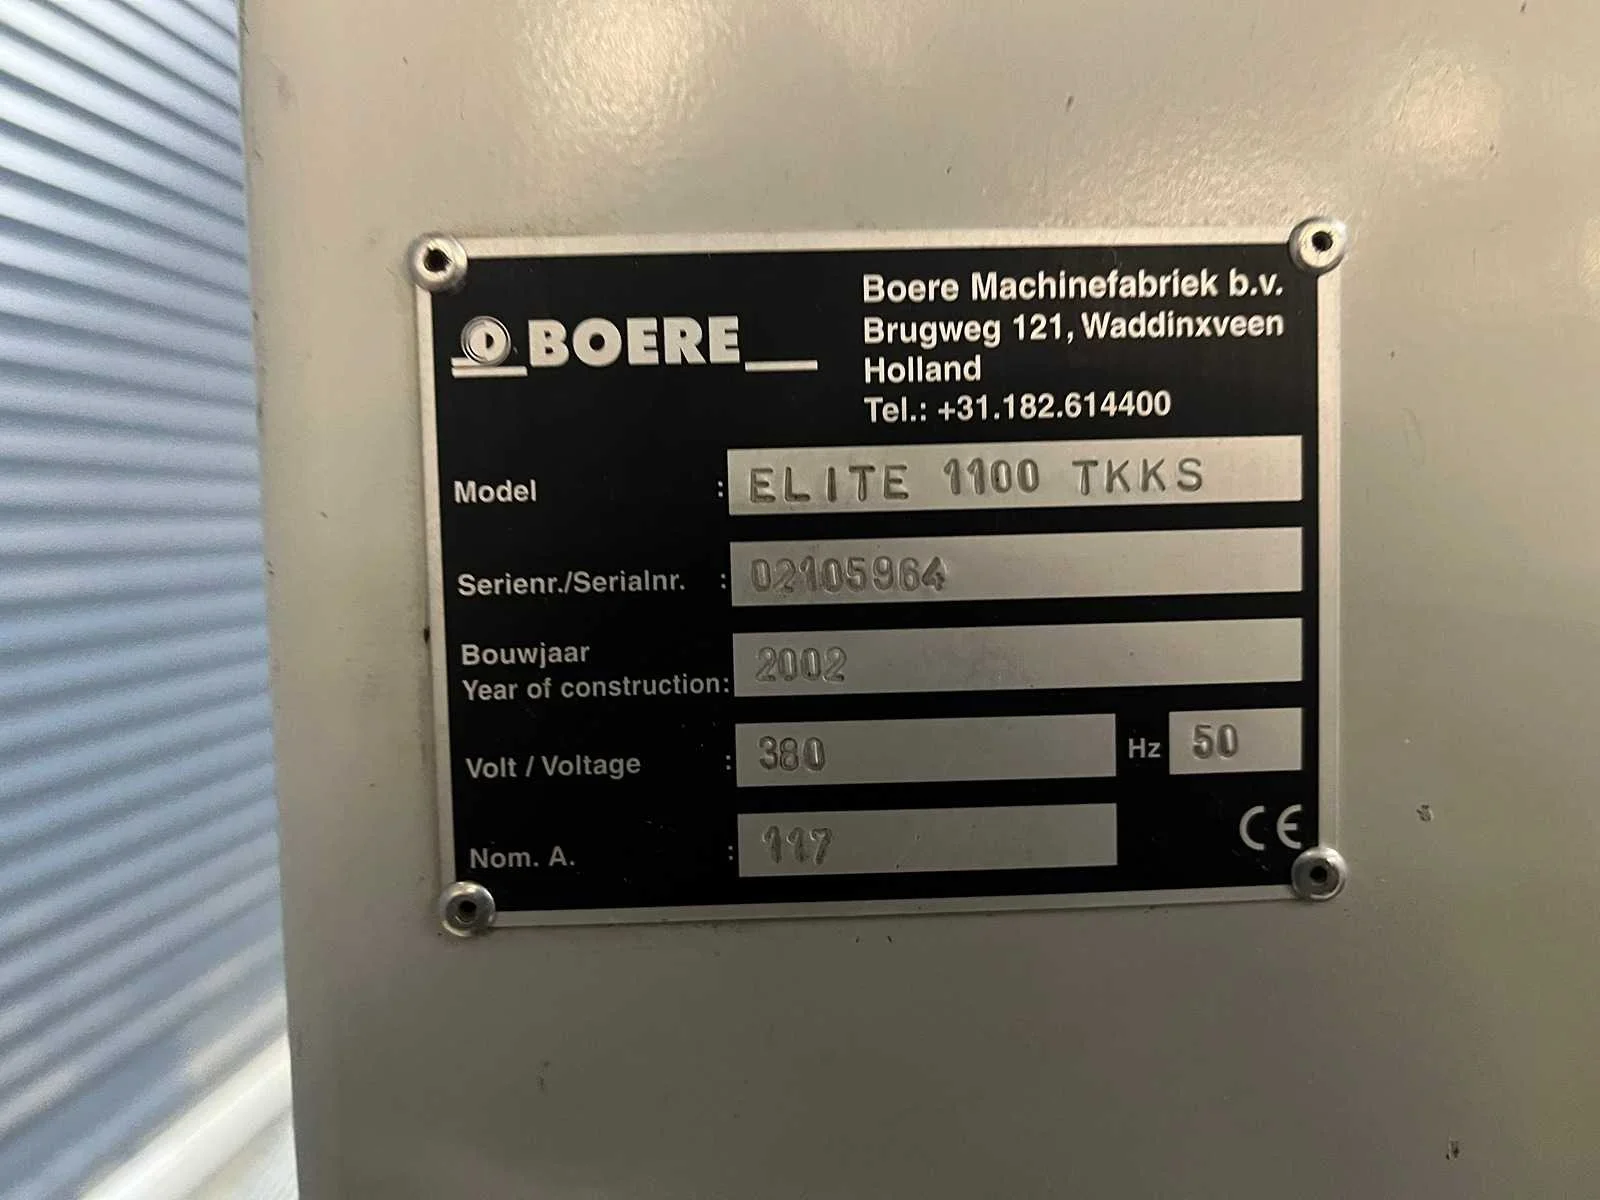 BOERE
Boere Machinefabriek b.v.
Brugweg 121, Waddinxveen
Holland
Tel.: +31.182.614400
Model : ELITE 1100 TKKS
Serienr./Serialnr. : 02105964
Bouwjaar
Year of construction: 2002
Volt / Voltage : 380 Hz 50
Nom. A. : 117
CE